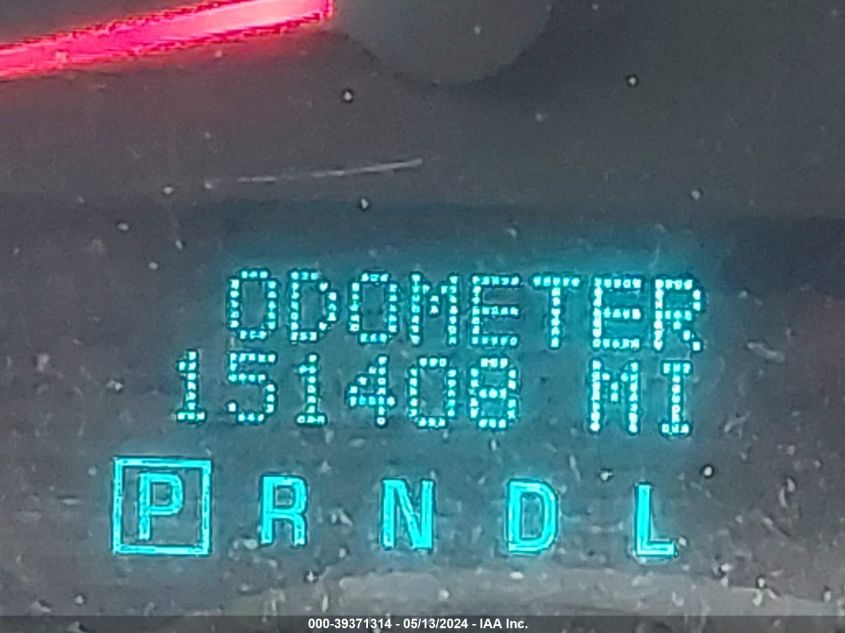 ODOMETER
151408 MI
P R N D L
000-39371314 - 05/13/2024 - IAA Inc.